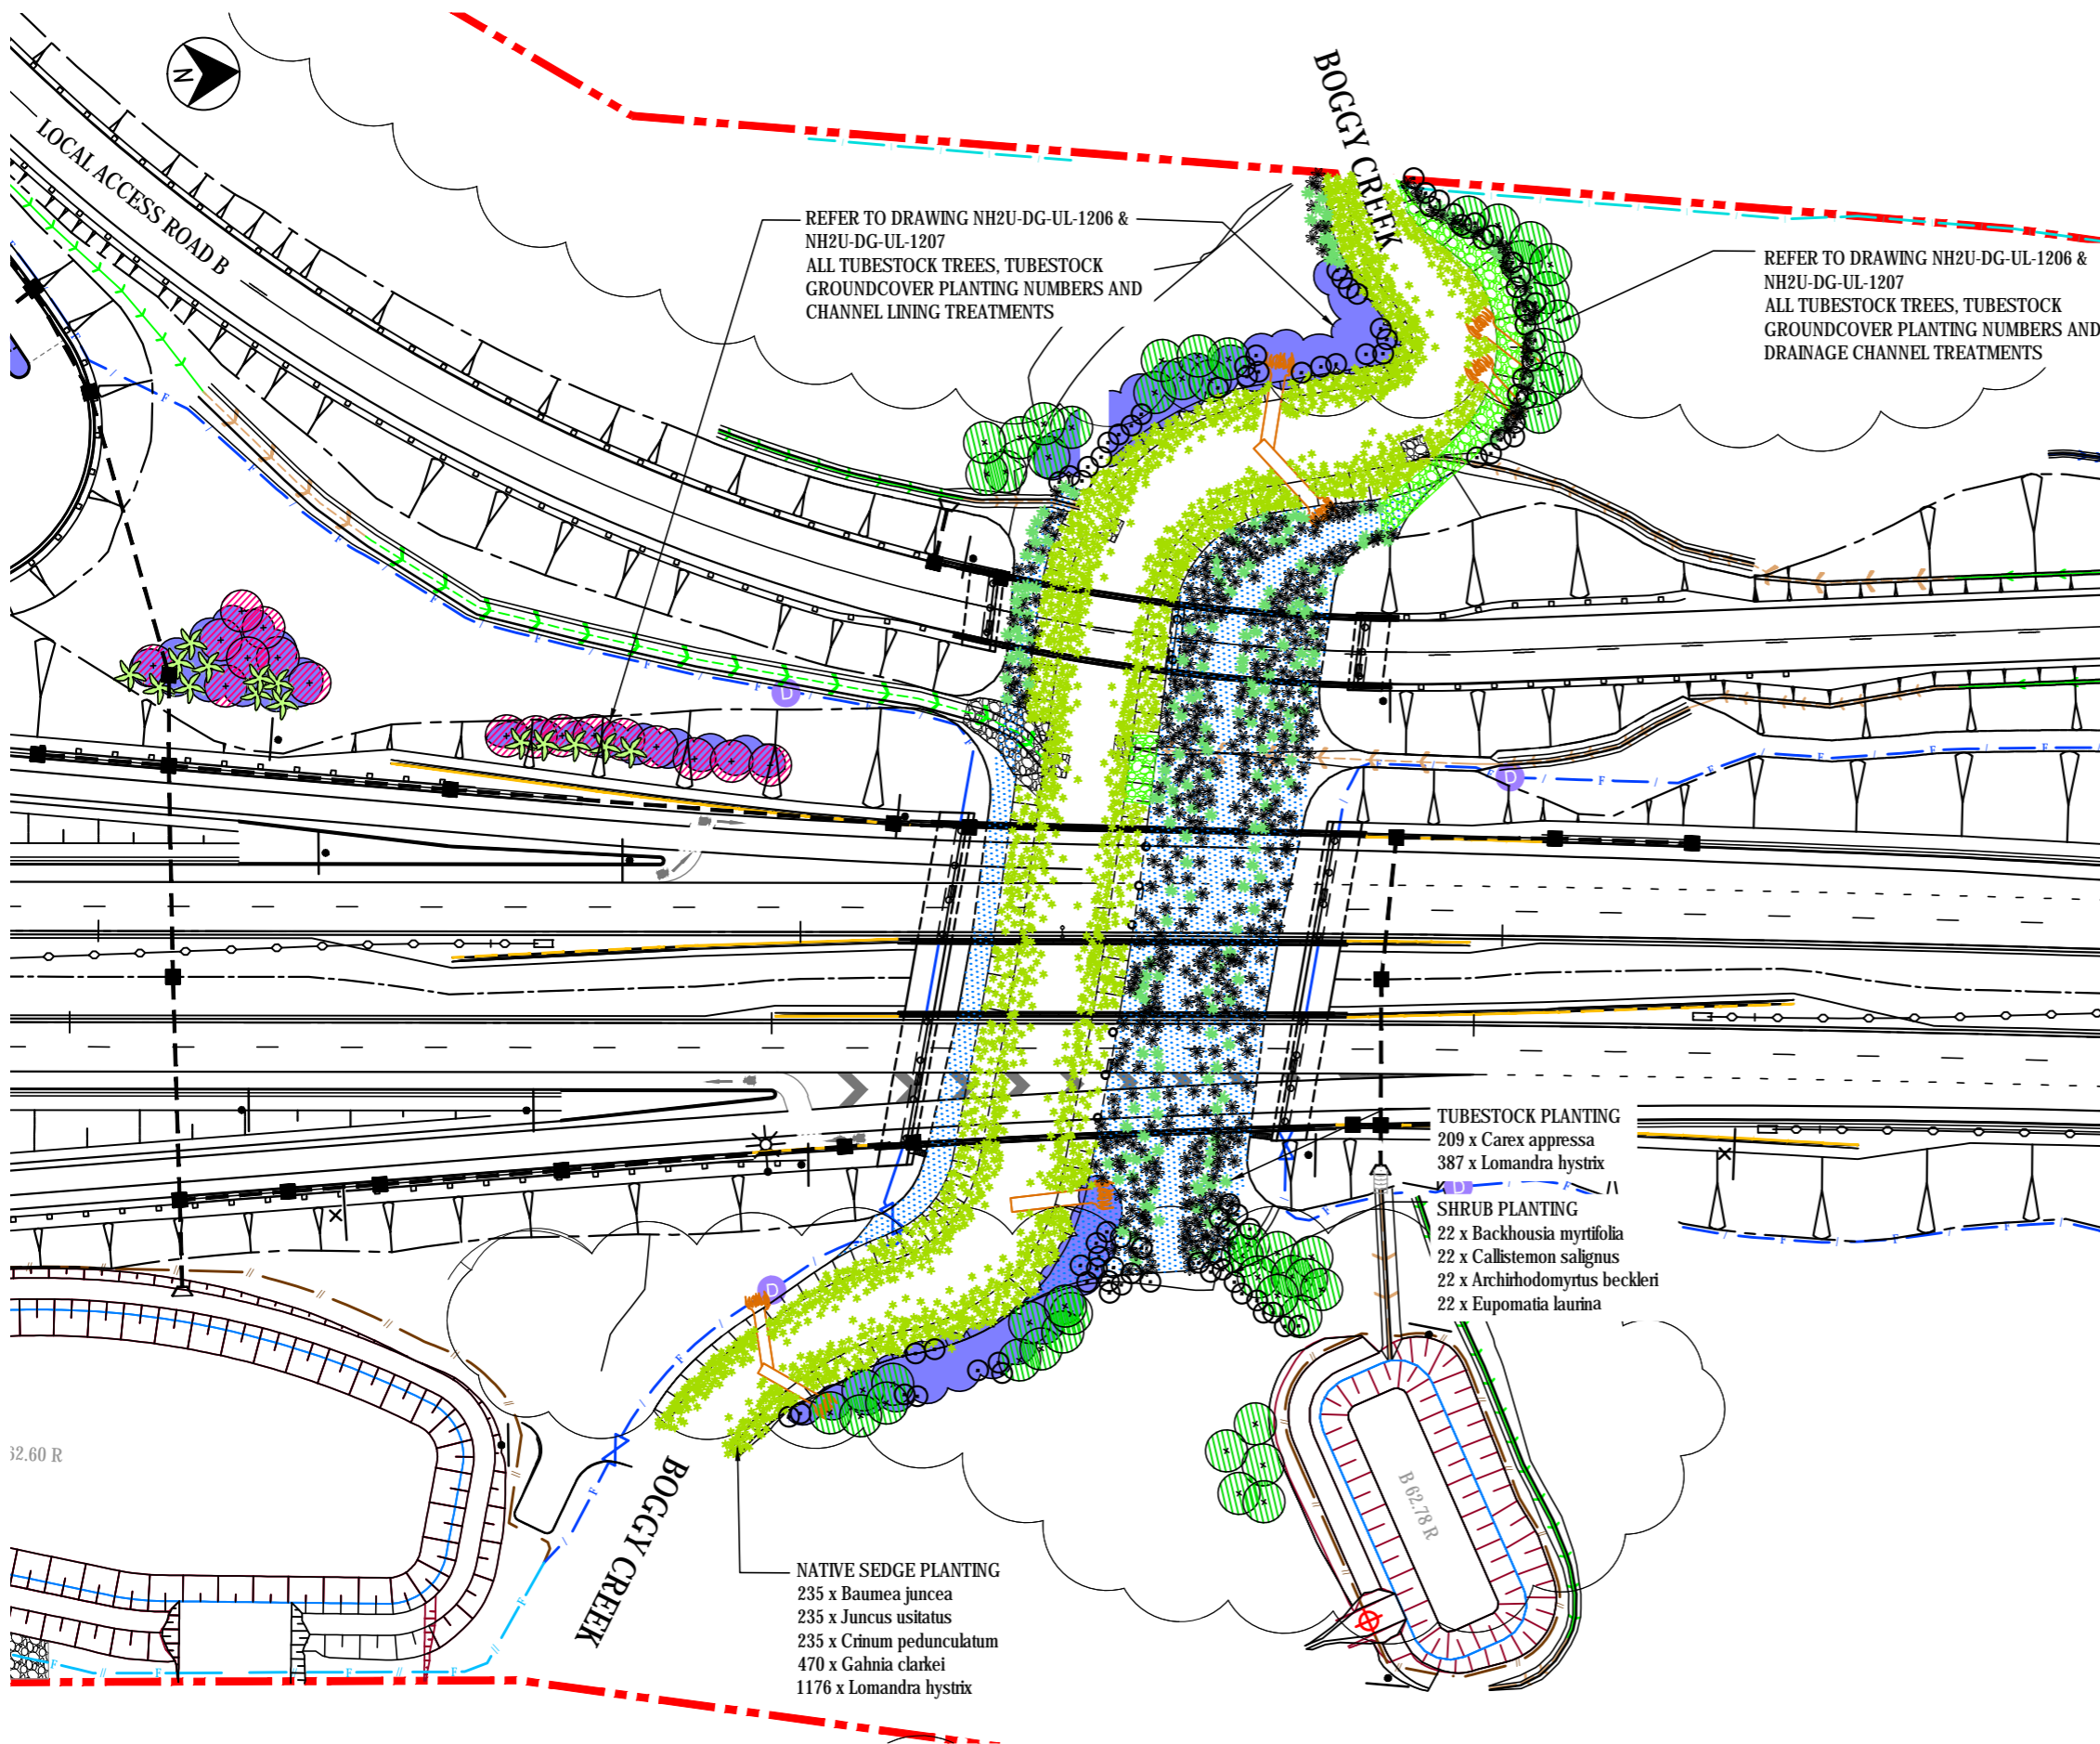 N
BOGGY CREEK
LOCAL ACCESS ROAD B
REFER TO DRAWING NH2U-DG-UL-1206 &
NH2U-DG-UL-1207
ALL TUBESTOCK TREES, TUBESTOCK
GROUNDCOVER PLANTING NUMBERS AND
CHANNEL LINING TREATMENTS
REFER TO DRAWING NH2U-DG-UL-1206 &
NH2U-DG-UL-1207
ALL TUBESTOCK TREES, TUBESTOCK
GROUNDCOVER PLANTING NUMBERS AND
DRAINAGE CHANNEL TREATMENTS
D
D
TUBESTOCK PLANTING
209 x Carex appressa
387 x Lomandra hystrix
D
SHRUB PLANTING
22 x Backhousia myrtifolia
22 x Callistemon salignus
22 x Archirhodomyrtus beckleri
22 x Eupomatia laurina
D
62.60 R
B 62.78 R
BOGGY CREEK
NATIVE SEDGE PLANTING
235 x Baumea juncea
235 x Juncus usitatus
235 x Crinum pedunculatum
470 x Gahnia clarkei
1176 x Lomandra hystrix